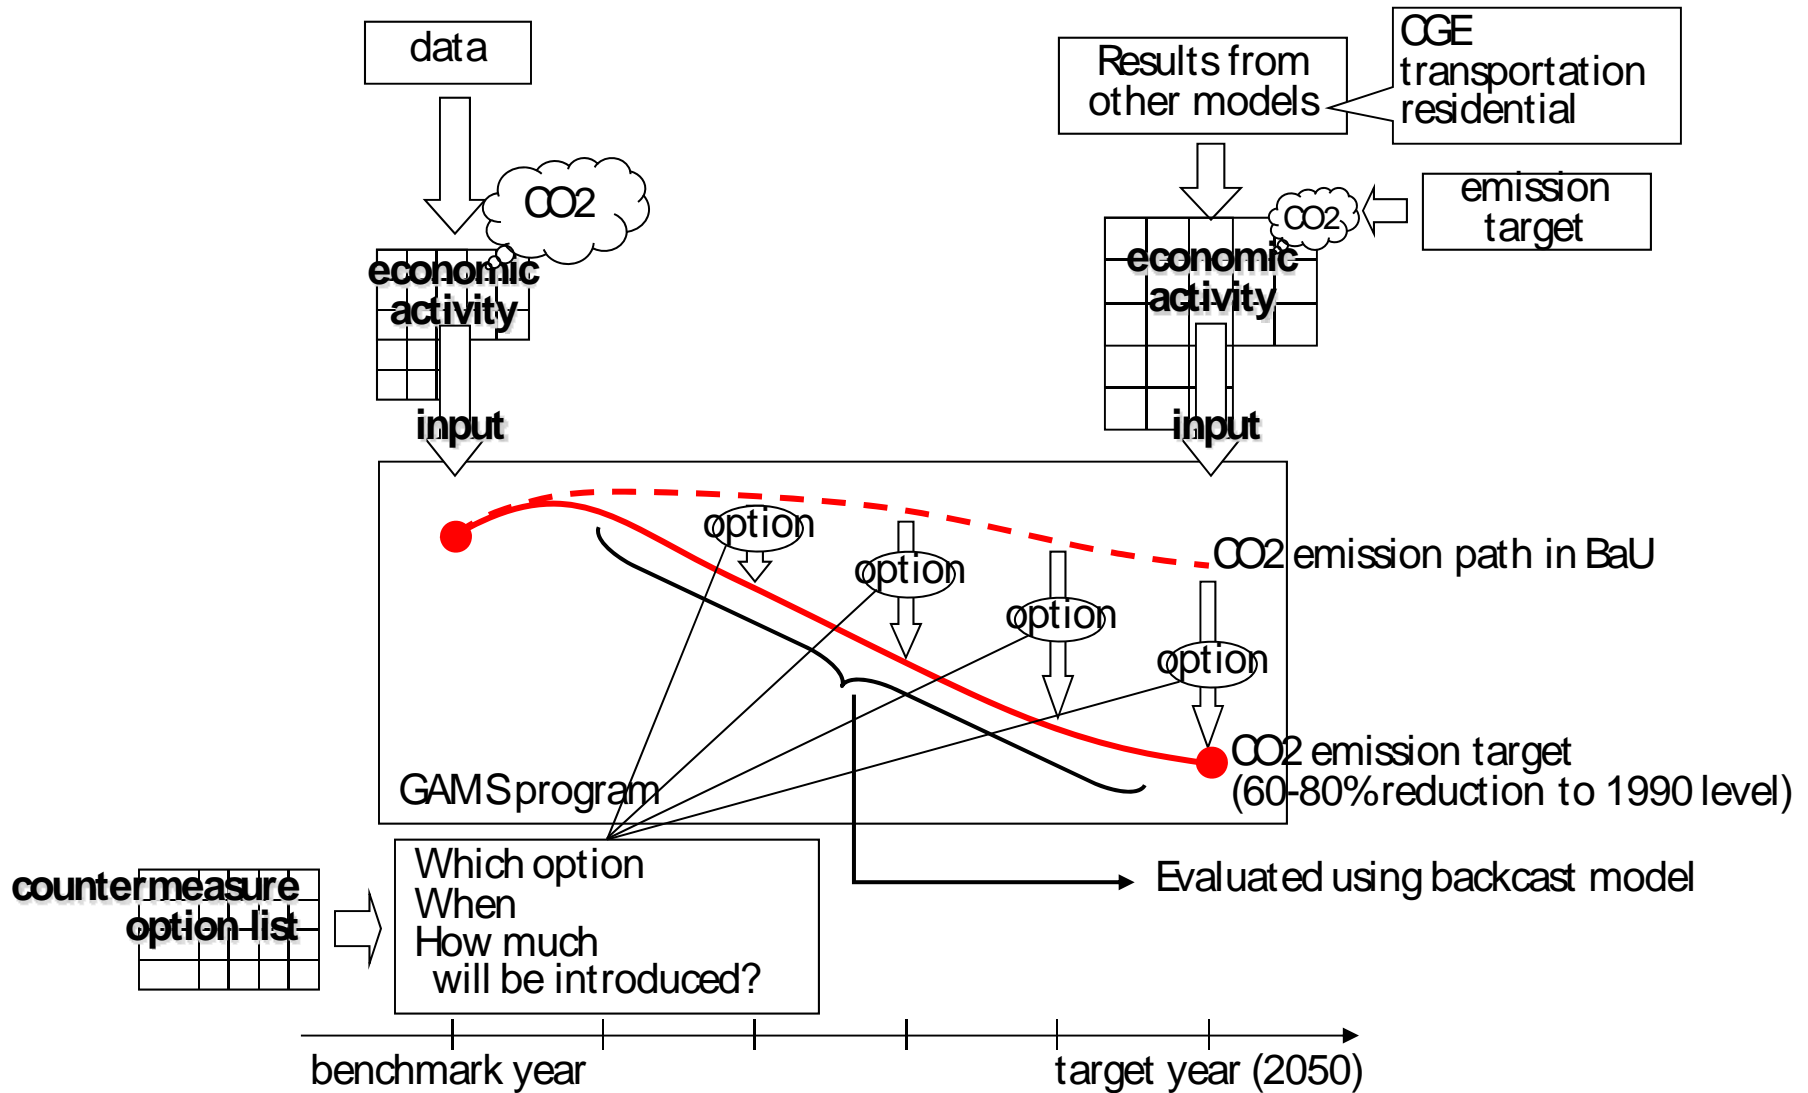 data
Results from
other models
CGE
transportation
residential
CO2
CO2
emission
target
economic
activity
economic
activity
input
input
option
option
option
option
CO2 emission path in BaU
CO2 emission target
(60-80% reduction to 1990 level)
GAMS program
Which option
When
How much
will be introduced?
countermeasure
option list
Evaluated using backcast model
benchmark year
target year (2050)